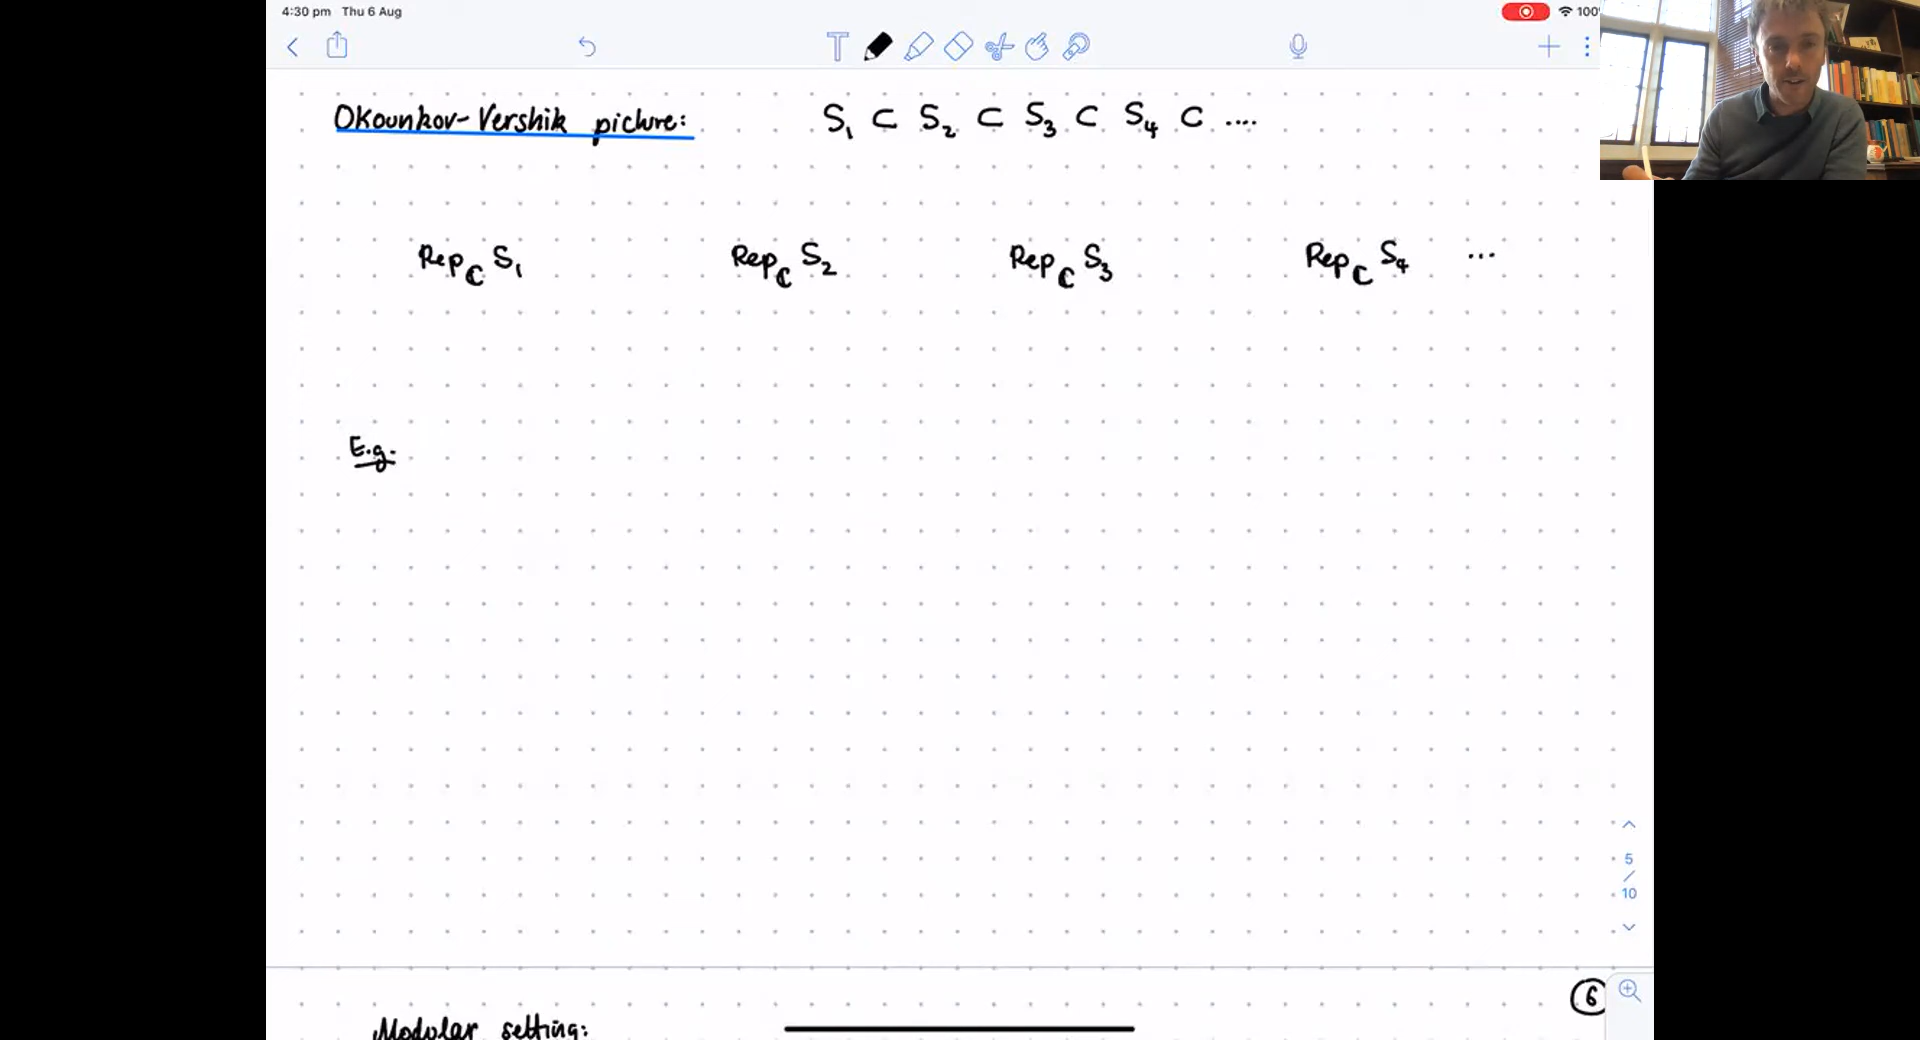 4:30 pm Thu 6 Aug
100
T
Okounkov-Vershik picture: S₁ ⊂ S₂ ⊂ S₃ ⊂ S₄ ⊂ ....
Rep_ℂ S₁ Rep_ℂ S₂ Rep_ℂ S₃ Rep_ℂ S₄ ...
E.g.
5
/
10
6
Modular setting: